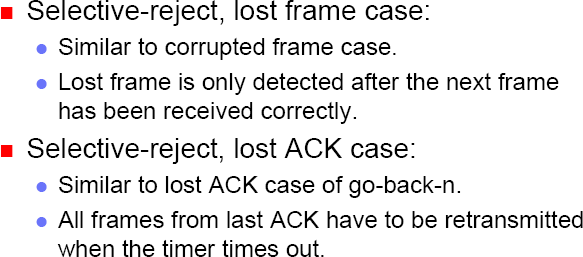 Selective-reject, lost frame case:
Similar to corrupted frame case.
Lost frame is only detected after the next frame
has been received correctly.
Selective-reject, lost ACK case:
Similar to lost ACK case of go-back-n.
All frames from last ACK have to be retransmitted
when the timer times out.